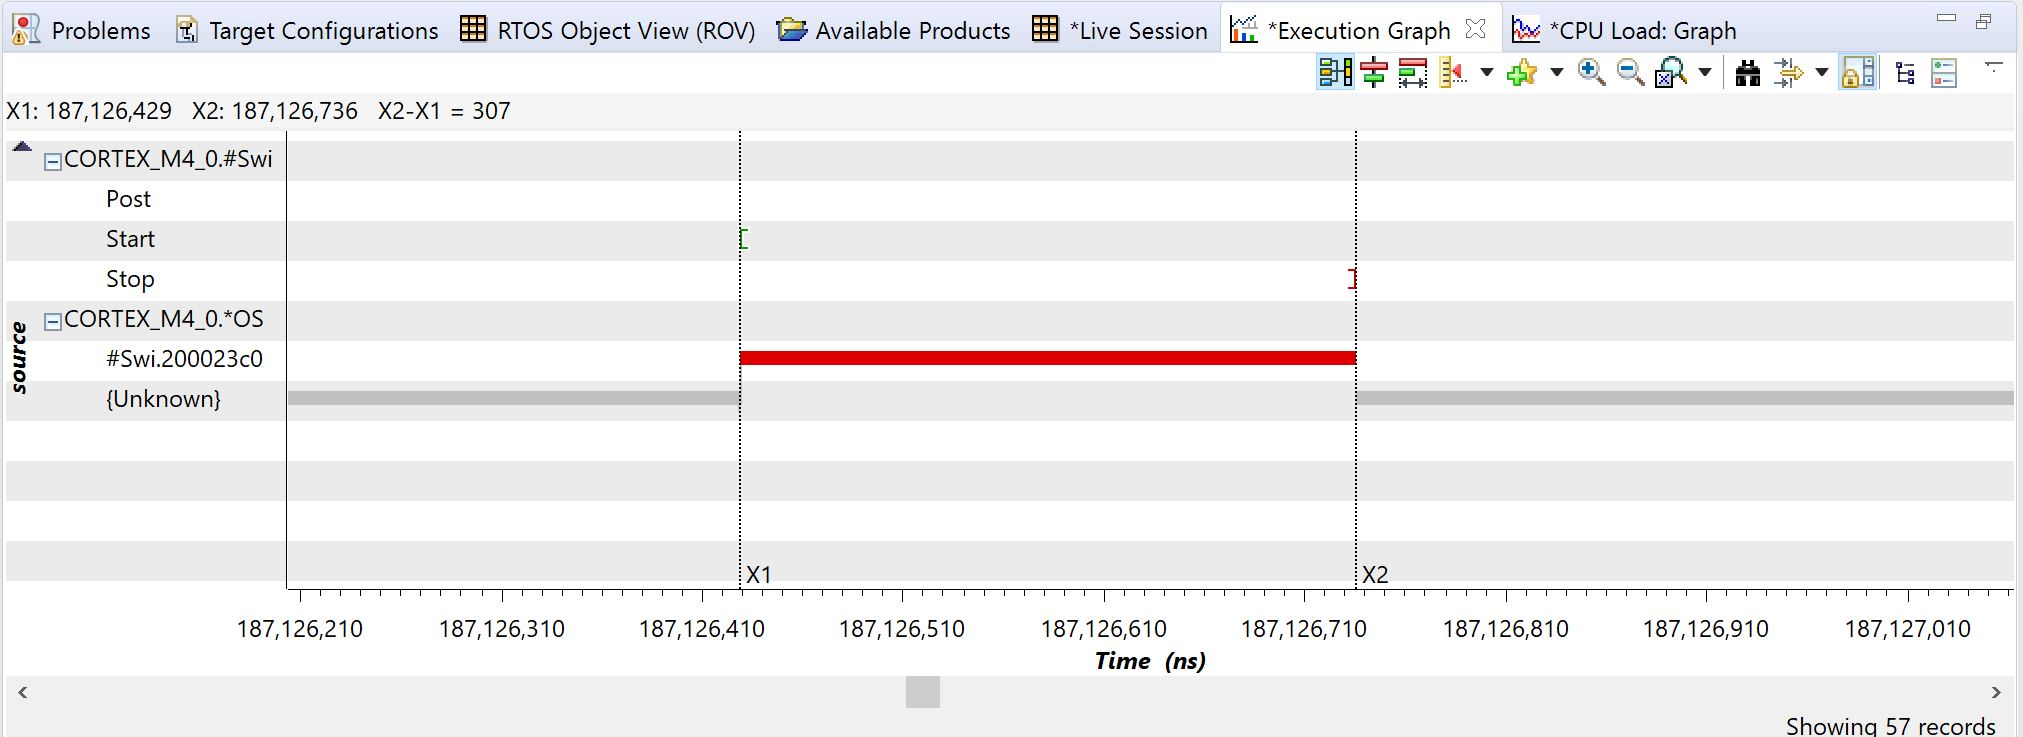 Problems Target Configurations RTOS Object View (ROV) Available Products *Live Session *Execution Graph *CPU Load: Graph
X1: 187,126,429 X2: 187,126,736 X2-X1 = 307
CORTEX_M4_0.#Swi
Post
Start
Stop
CORTEX_M4_0.*OS
#Swi.200023c0
{Unknown}
source
X1 X2
187,126,210 187,126,310 187,126,410 187,126,510 187,126,610 187,126,710 187,126,810 187,126,910 187,127,010
Time (ns)
Showing 57 records